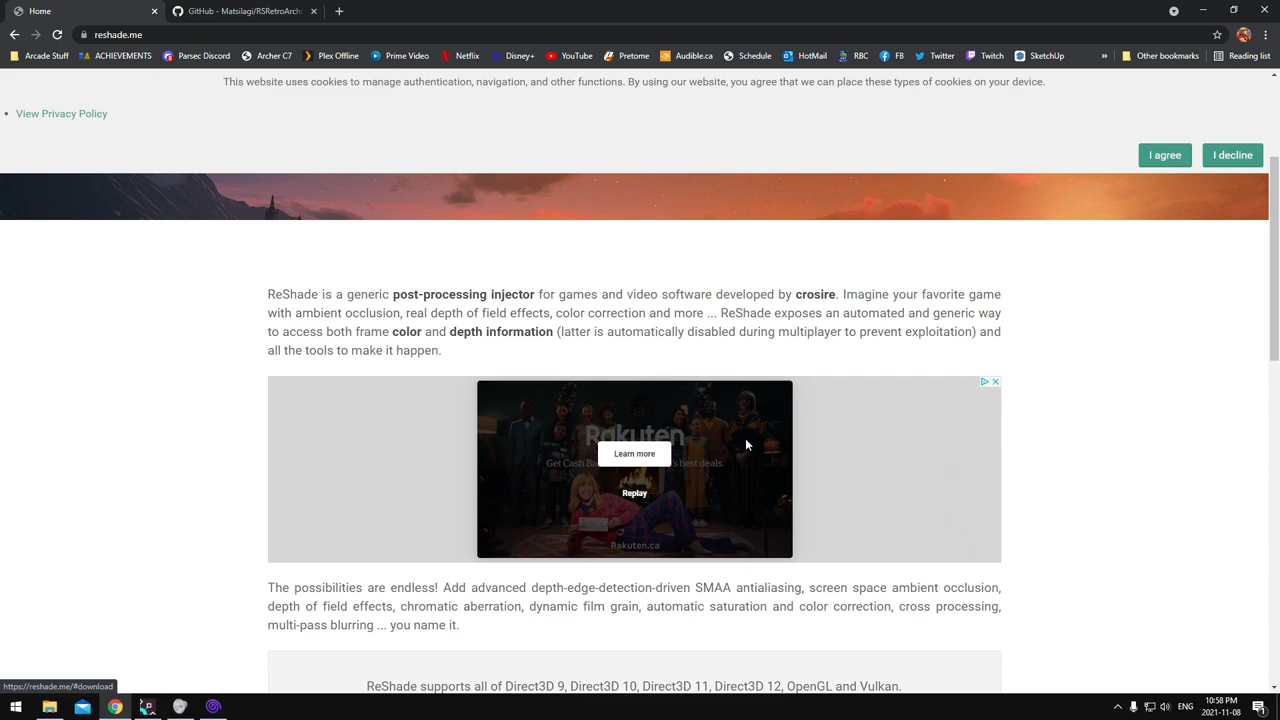 Home
GitHub - Matsilagi/RSRetroArch
reshade.me
Arcade Stuff
ACHIEVEMENTS
Parsec Discord
Archer C7
Plex Offline
Prime Video
Netflix
Disney+
YouTube
Pretome
Audible.ca
Schedule
HotMail
RBC
FB
Twitter
Twitch
SketchUp
»
Other bookmarks
Reading list
This website uses cookies to manage authentication, navigation, and other functions. By using our website, you agree that we can place these types of cookies on your device.
• View Privacy Policy
I agree
I decline
ReShade is a generic post-processing injector for games and video software developed by crosire. Imagine your favorite game
with ambient occlusion, real depth of field effects, color correction and more ... ReShade exposes an automated and generic way
to access both frame color and depth information (latter is automatically disabled during multiplayer to prevent exploitation) and
all the tools to make it happen.
Rakuten
Learn more
Get Cash Ba 's best deals.
Replay
Rakuten.ca
The possibilities are endless! Add advanced depth-edge-detection-driven SMAA antialiasing, screen space ambient occlusion,
depth of field effects, chromatic aberration, dynamic film grain, automatic saturation and color correction, cross processing,
multi-pass blurring ... you name it.
ReShade supports all of Direct3D 9, Direct3D 10, Direct3D 11, Direct3D 12, OpenGL and Vulkan.
https://reshade.me/#download
10:58 PM
2021-11-08